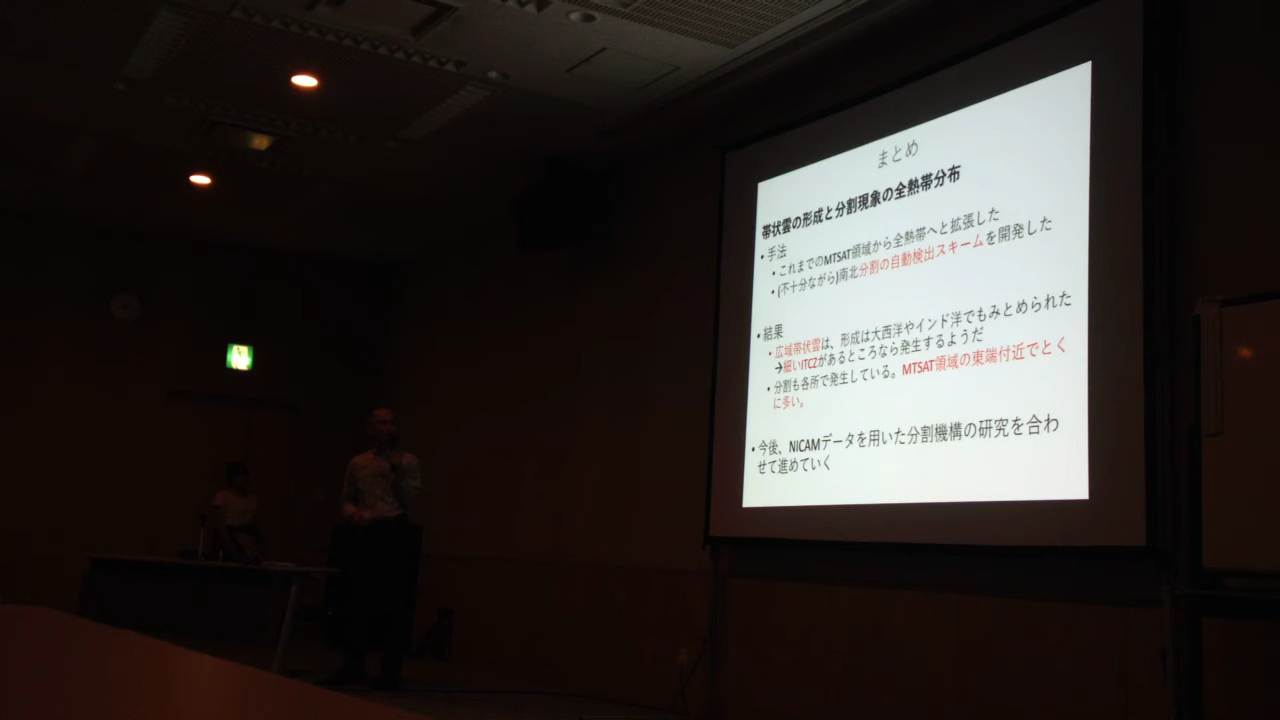 まとめ
帯状雲の形成と分割現象の全熱帯分布
• 手法
• これまでのMTSAT領域から全熱帯へと拡張した
• (不十分ながら)南北分割の自動検出スキームを開発した
• 結果
• 広域帯状雲は、形成は大西洋やインド洋でもみとめられた
→細いITCZがあるところなら発生するようだ
• 分割も各所で発生している。MTSAT領域の東端付近でとく
に多い。
• 今後、NICAMデータを用いた分割機構の研究を合わ
せて進めていく